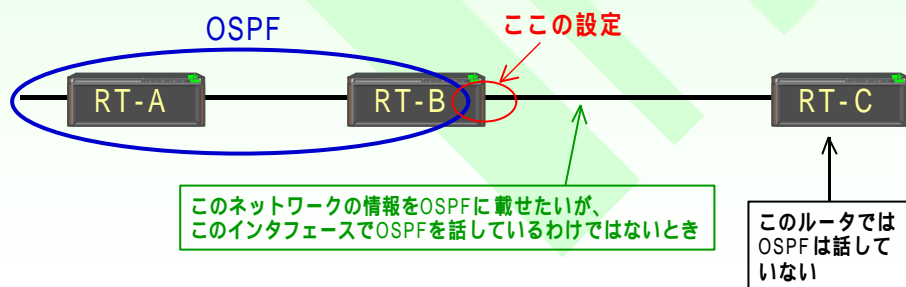 OSPF
ここの設定
RT-A
RT-B
RT-C
このネットワークの情報をOSPFに載せたいが、
このインタフェースでOSPFを話しているわけではないとき
このルータでは
OSPFは話して
いない